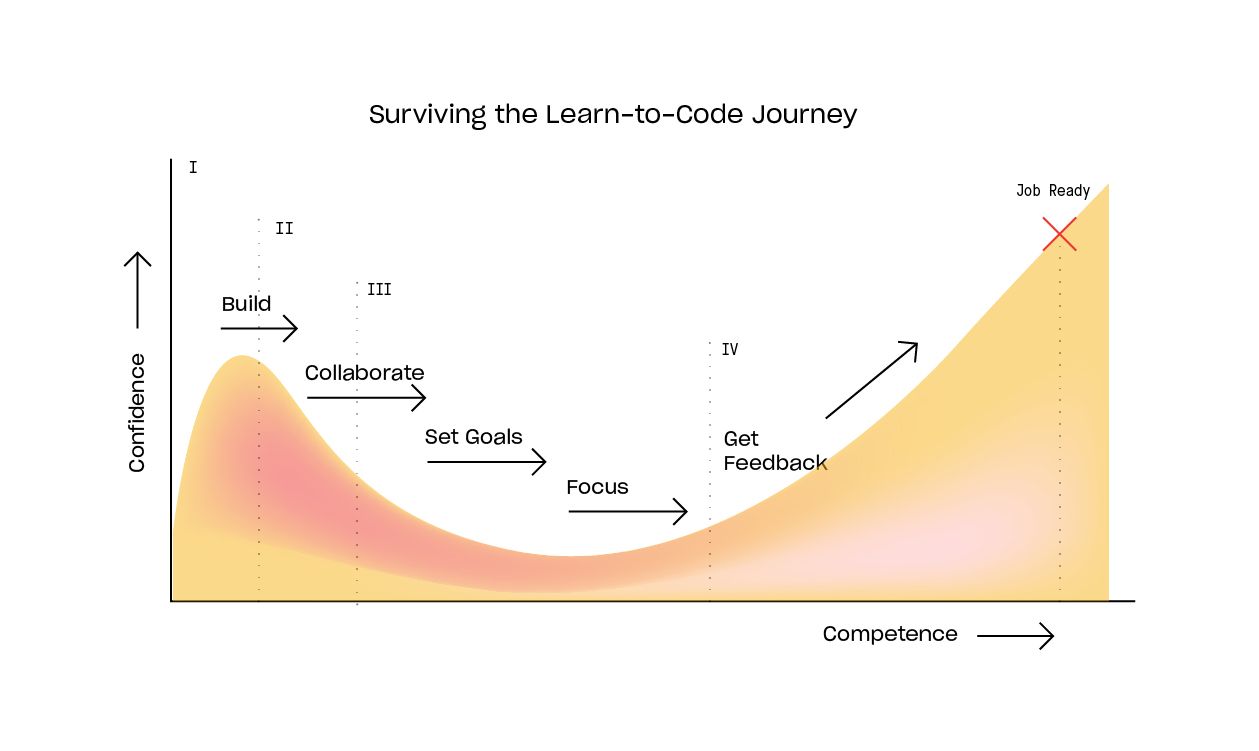 Surviving the Learn-to-Code Journey
I
II
III
IV
Job Ready
Build
Collaborate
Set Goals
Focus
Get
Feedback
Confidence
Competence